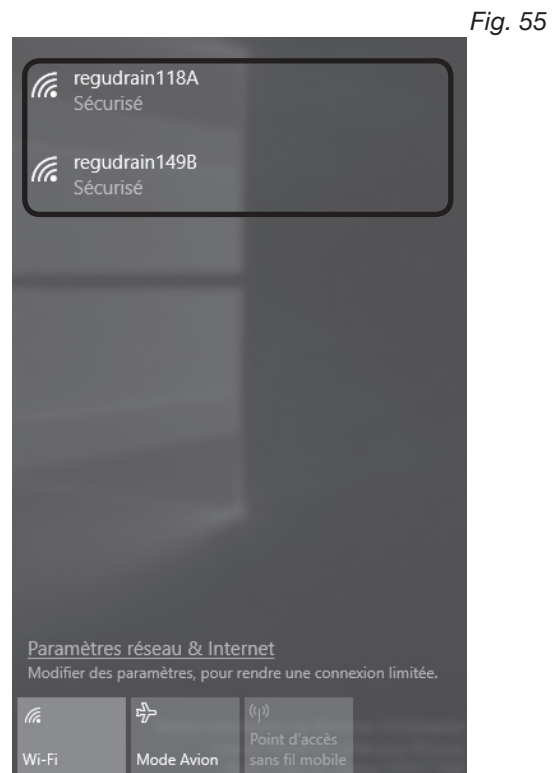 Fig. 55
regudrain118A
Sécurisé
regudrain149B
Sécurisé
Paramètres réseau & Internet
Modifier des paramètres, pour rendre une connexion limitée.
Wi-Fi
Mode Avion
Point d'accès
sans fil mobile